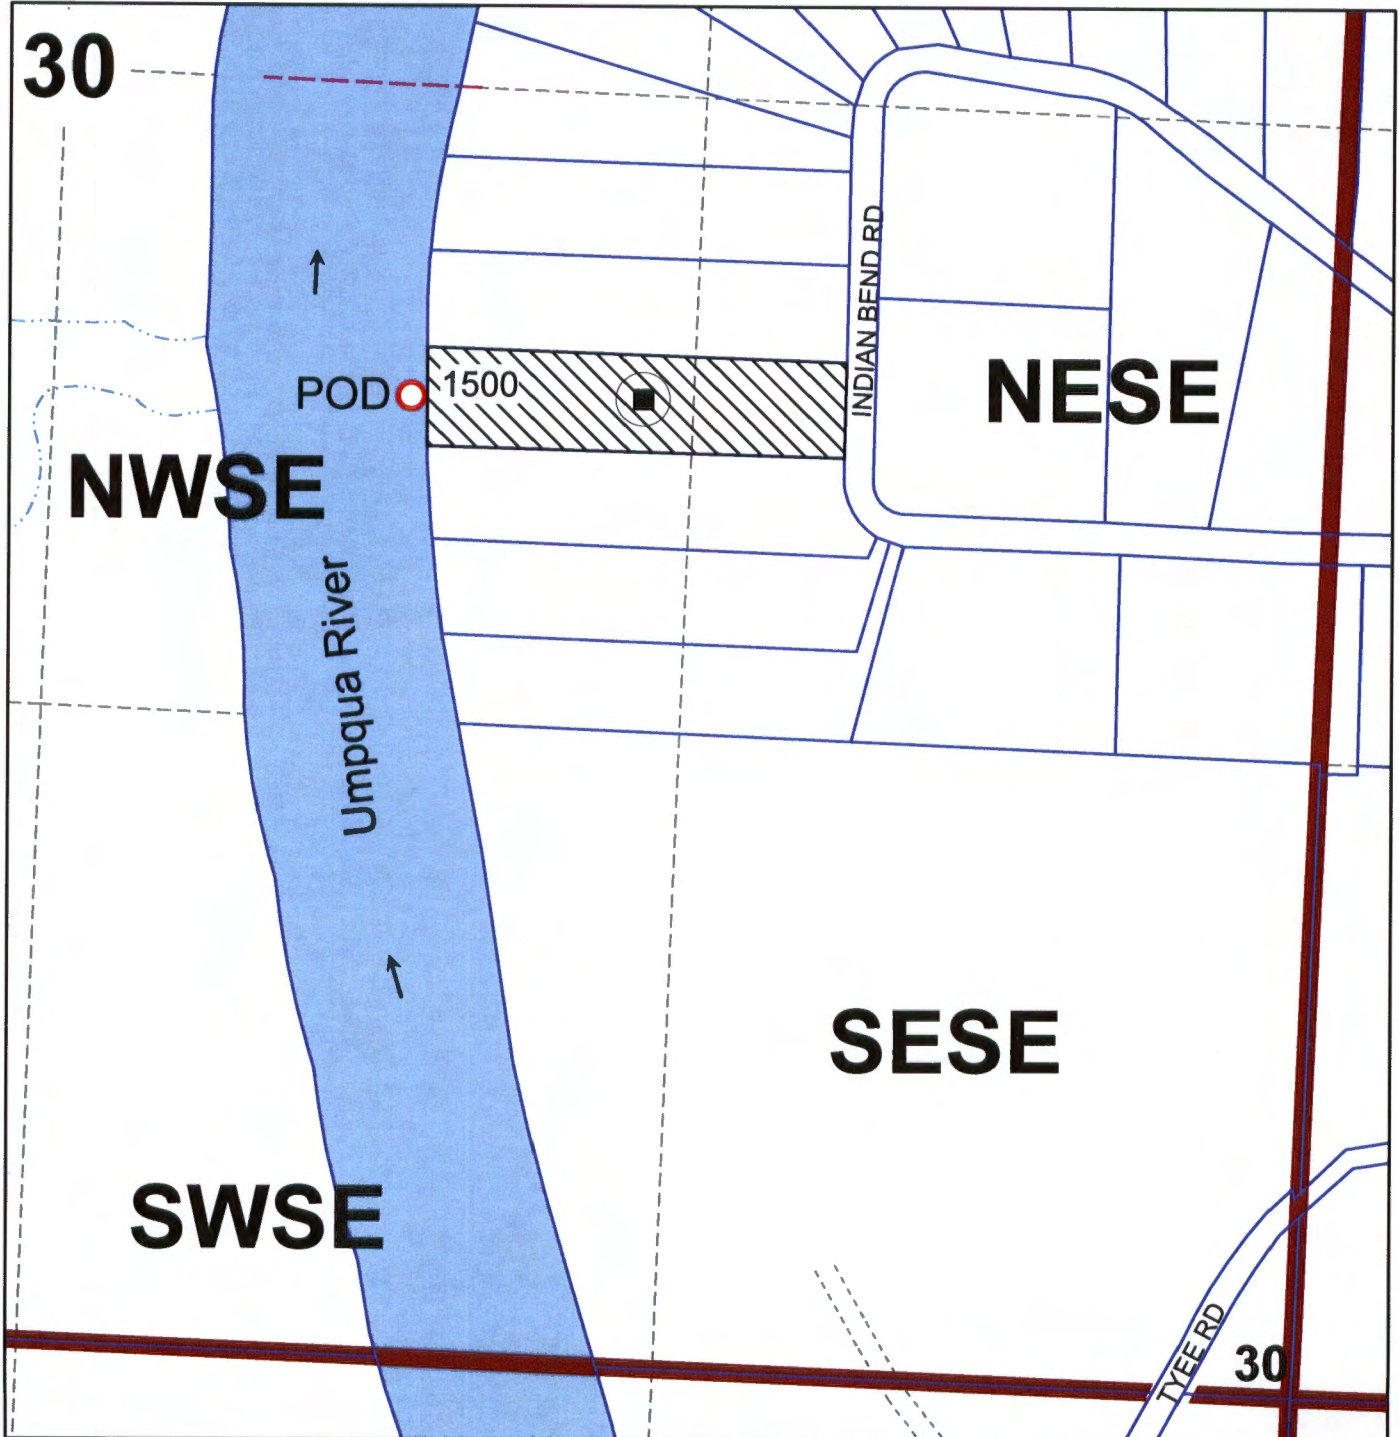 30
INDIAN BEND RD
POD
1500
NESE
NWSE
Umpqua River
SESE
SWSE
TYEE RD
30